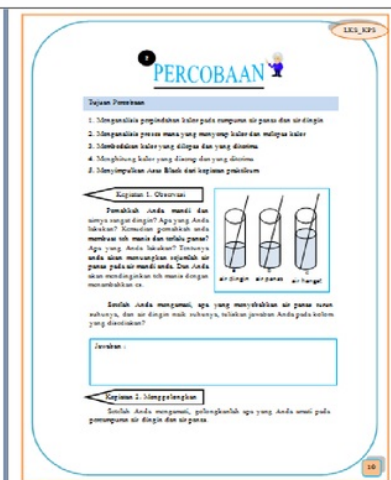 LKS_KPS
PERCOBAAN
Tujuan Percobaan
1. Menganalisis perpindahan kalor pada campuran air panas dan air dingin
2. Menganalisis proses mana yang menyerap kalor dan melepas kalor
3. Membedakan kalor yang dilepas dan yang diterima
4. Menghitung kalor yang diserap dan yang diterima
5. Menyimpulkan Azas Black dari kegiatan praktikum
Kegiatan 1. Observasi
Pernahkah Anda mandi dan
airnya sangat dingin? Apa yang Anda
lakukan? Kemudian pernahkah anda
membuat teh manis dan terlalu panas?
Apa yang Anda lakukan? Tentunya
anda akan menuangkan sejumlah air
panas pada air mandi anda. Dan Anda
akan mendinginkan teh manis dengan
menambahkan es.
air dingin
air panas
air hangat
Setelah Anda mengamati, apa yang menyebabkan air panas turun
suhunya, dan air dingin naik suhunya, tuliskan jawaban Anda pada kolom
yang disediakan?
Jawaban :
Kegiatan 2. Menggolongkan
Setelah Anda mengamati, golongkanlah apa yang Anda amati pada
pencampuran air dingin dan air panas.
16